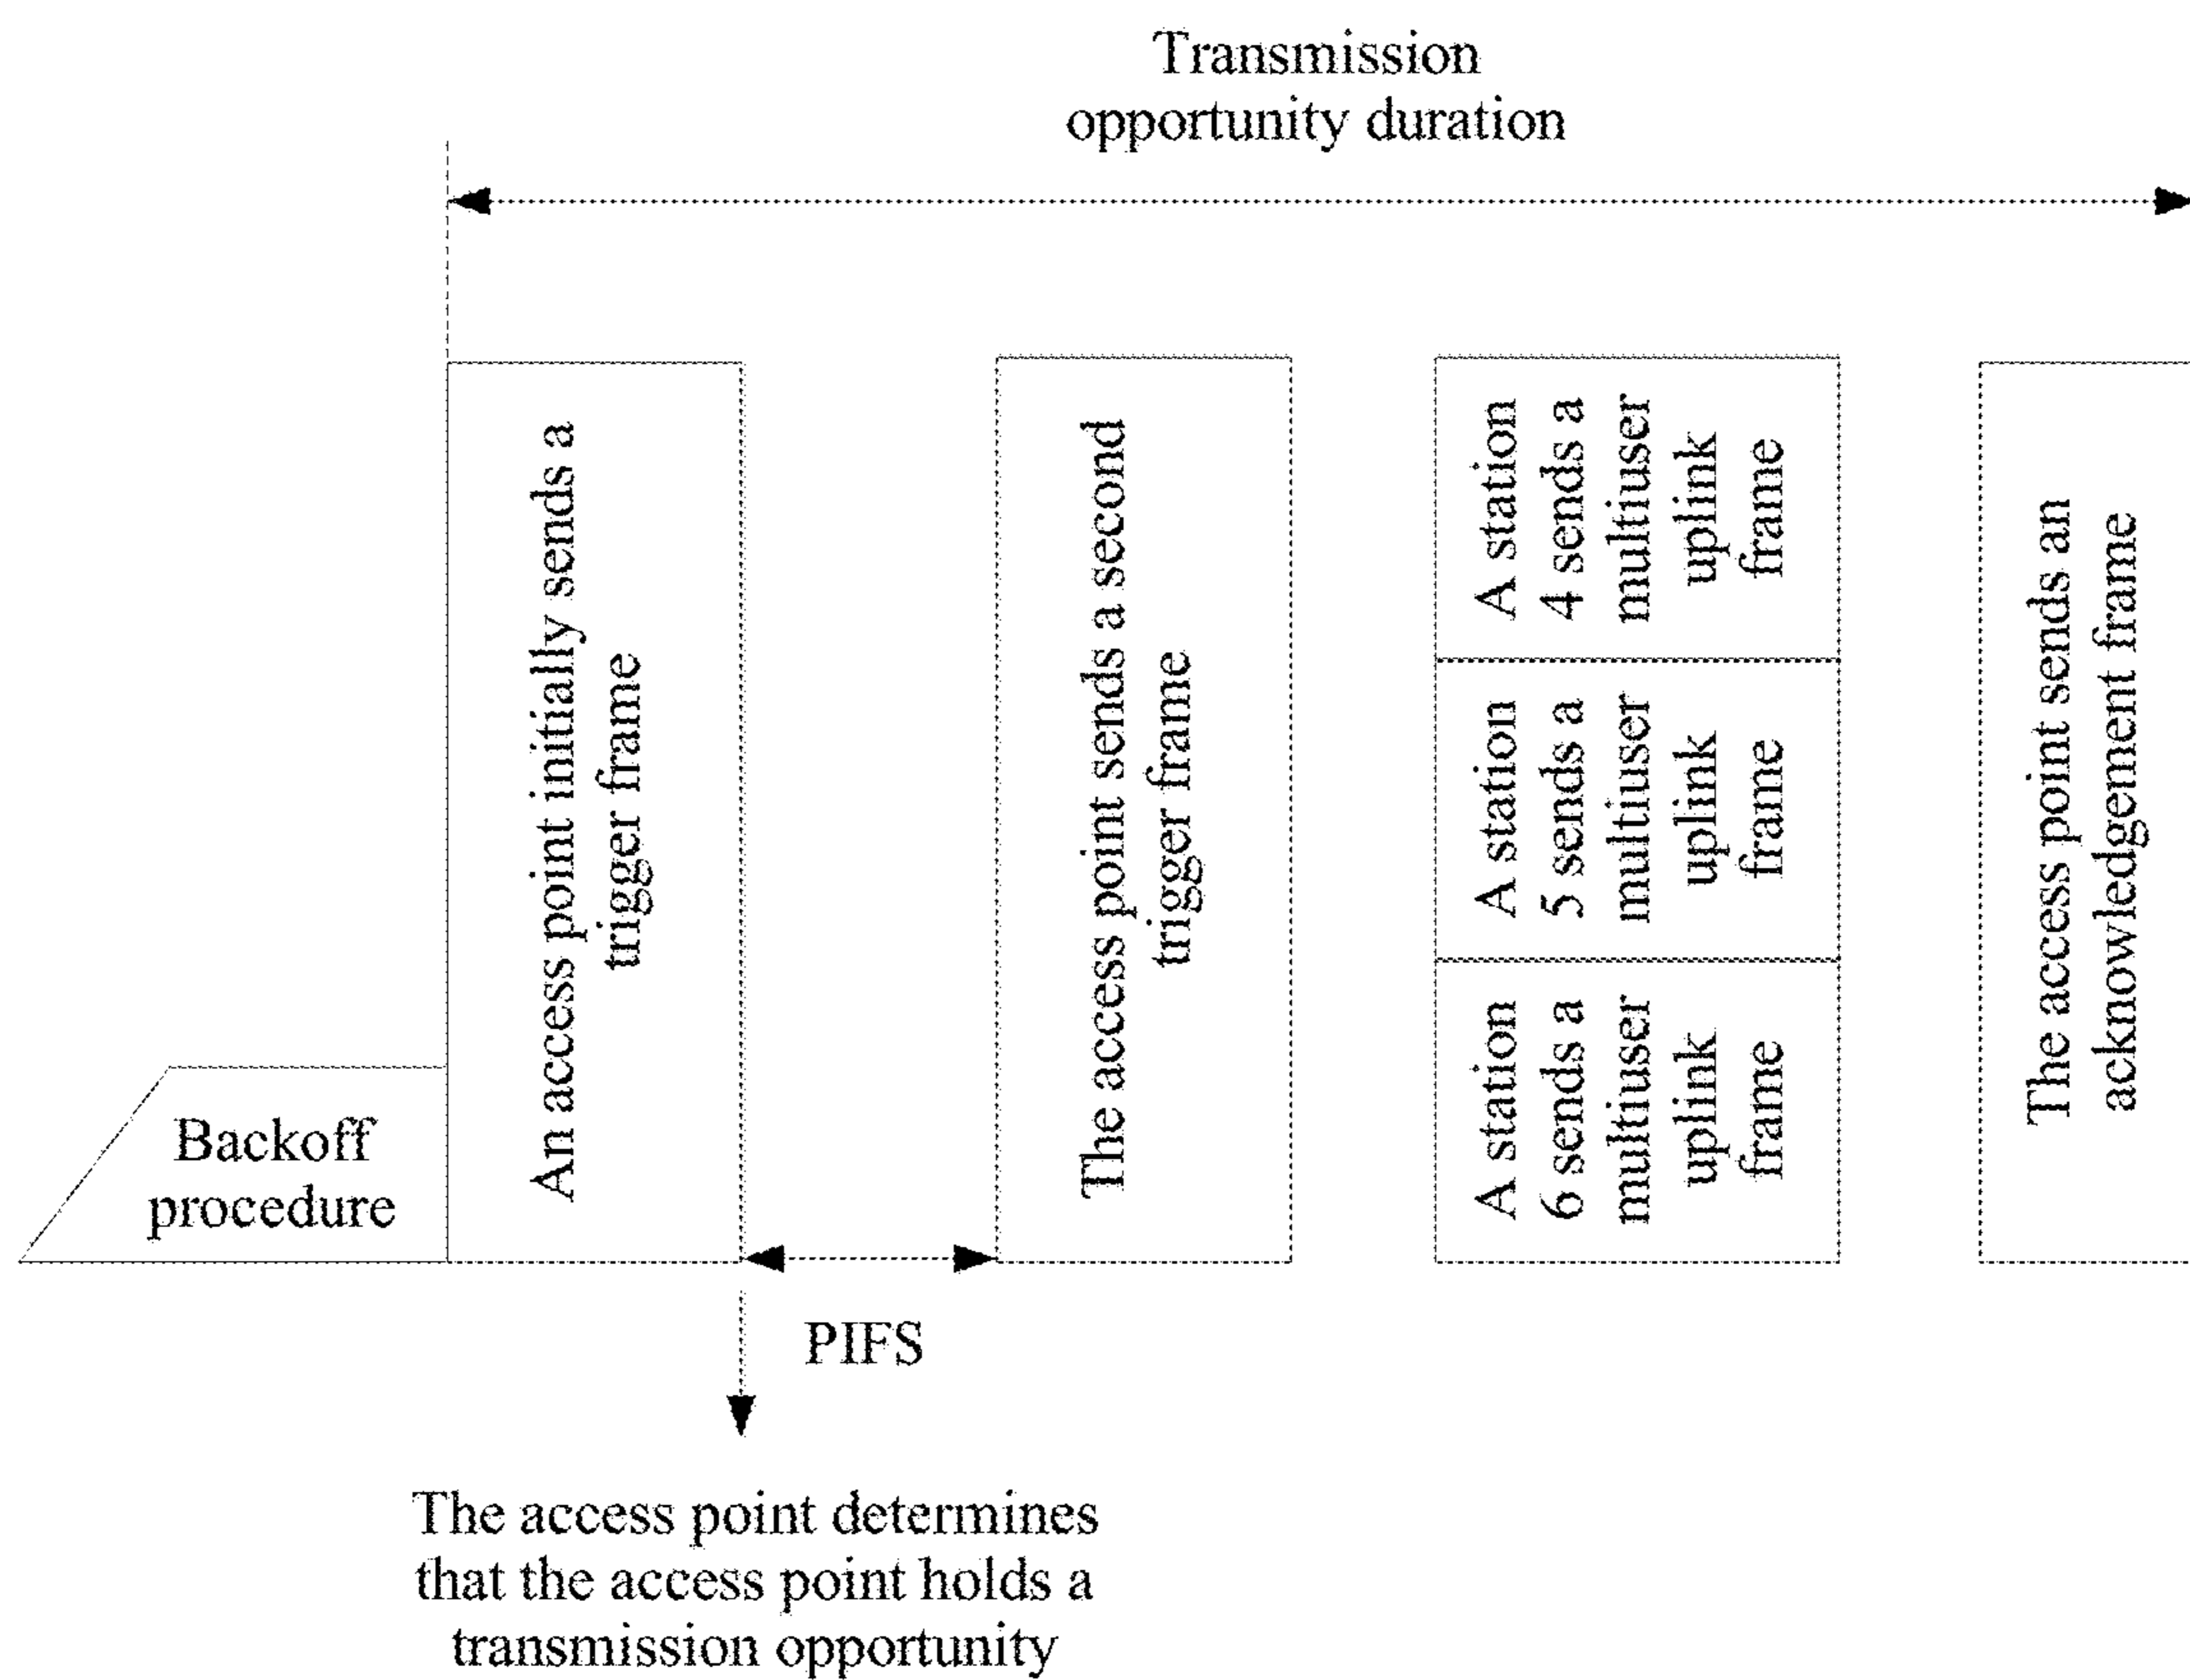 Transmission
opportunity duration
Backoff
procedure
An access point initially sends a
trigger frame
The access point sends a second
trigger frame
A station
4 sends a
multiuser
uplink
frame
A station
5 sends a
multiuser
uplink
frame
A station
6 sends a
multiuser
uplink
frame
The access point sends an
acknowledgement frame
PIFS
The access point determines
that the access point holds a
transmission opportunity